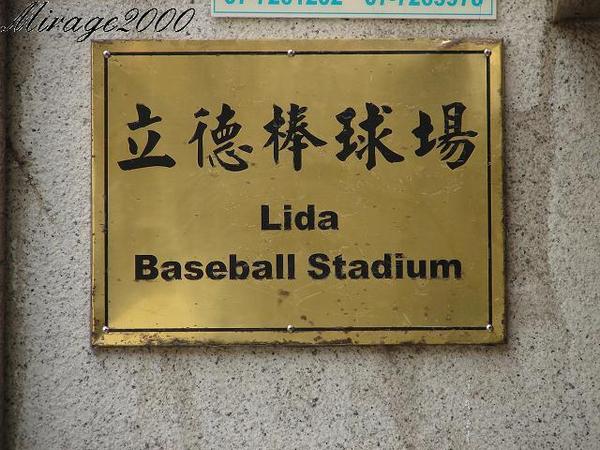 Mirage2000
立德棒球場
Lida
Baseball Stadium